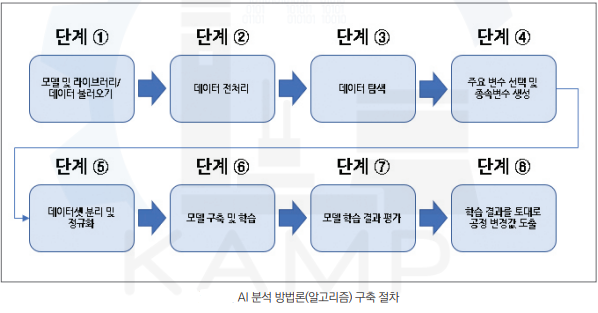 단계 ①
단계 ②
단계 ③
단계 ④
모델 및 라이브러리/
데이터 불러오기
데이터 전처리
데이터 탐색
주요 변수 선택 및
종속변수 생성
단계 ⑤
단계 ⑥
단계 ⑦
단계 ⑧
데이터셋 분리 및
정규화
모델 구축 및 학습
모델 학습 결과 평가
학습 결과를 토대로
공정 변경값 도출
KAMP
AI 분석 방법론(알고리즘) 구축 절차